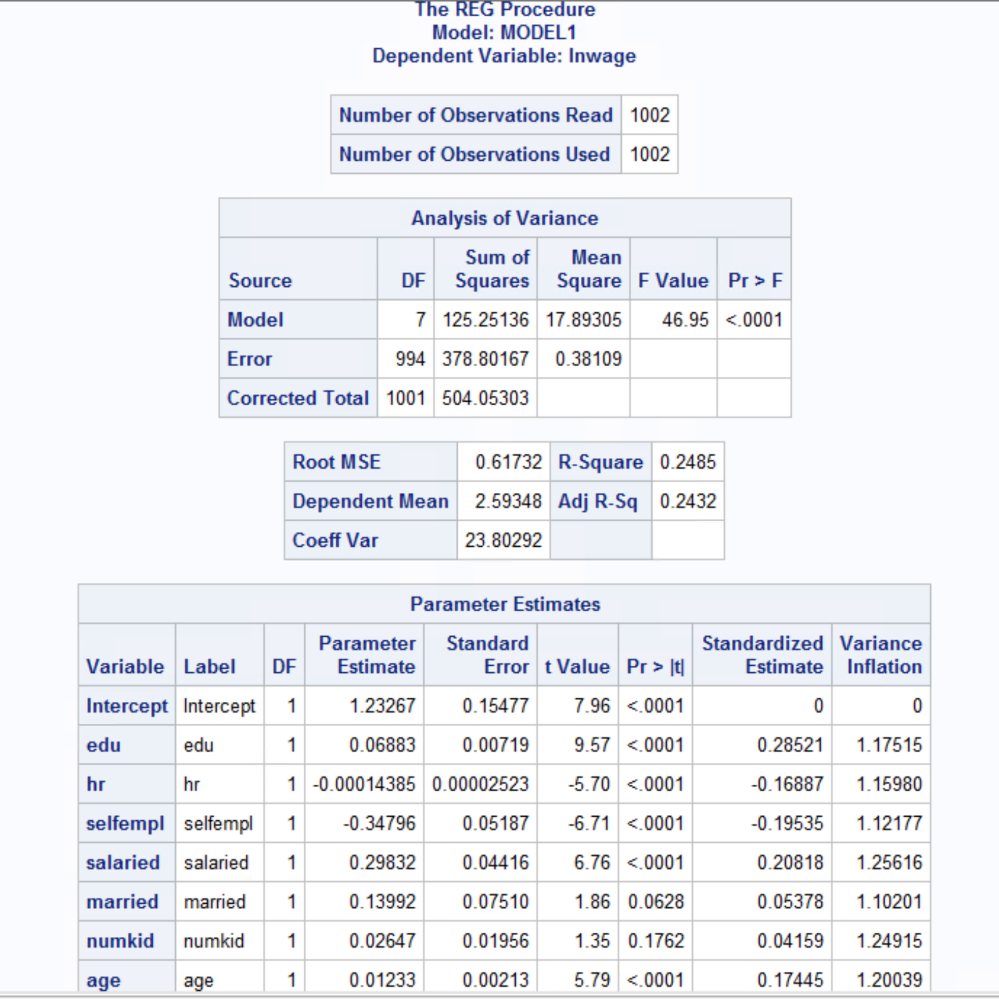 The REG Procedure
Model: MODEL1
Dependent Variable: lnwage
Number of Observations Read 1002
Number of Observations Used 1002
Analysis of Variance
Source DF Sum of Squares Mean Square F Value Pr > F
Model 7 125.25136 17.89305 46.95 <.0001
Error 994 378.80167 0.38109
Corrected Total 1001 504.05303
Root MSE 0.61732 R-Square 0.2485
Dependent Mean 2.59348 Adj R-Sq 0.2432
Coeff Var 23.80292
Parameter Estimates
Variable Label DF Parameter Estimate Standard Error t Value Pr > |t| Standardized Estimate Variance Inflation
Intercept Intercept 1 1.23267 0.15477 7.96 <.0001 0 0
edu edu 1 0.06883 0.00719 9.57 <.0001 0.28521 1.17515
hr hr 1 -0.00014385 0.00002523 -5.70 <.0001 -0.16887 1.15980
selfempl selfempl 1 -0.34796 0.05187 -6.71 <.0001 -0.19535 1.12177
salaried salaried 1 0.29832 0.04416 6.76 <.0001 0.20818 1.25616
married married 1 0.13992 0.07510 1.86 0.0628 0.05378 1.10201
numkid numkid 1 0.02647 0.01956 1.35 0.1762 0.04159 1.24915
age age 1 0.01233 0.00213 5.79 <.0001 0.17445 1.20039